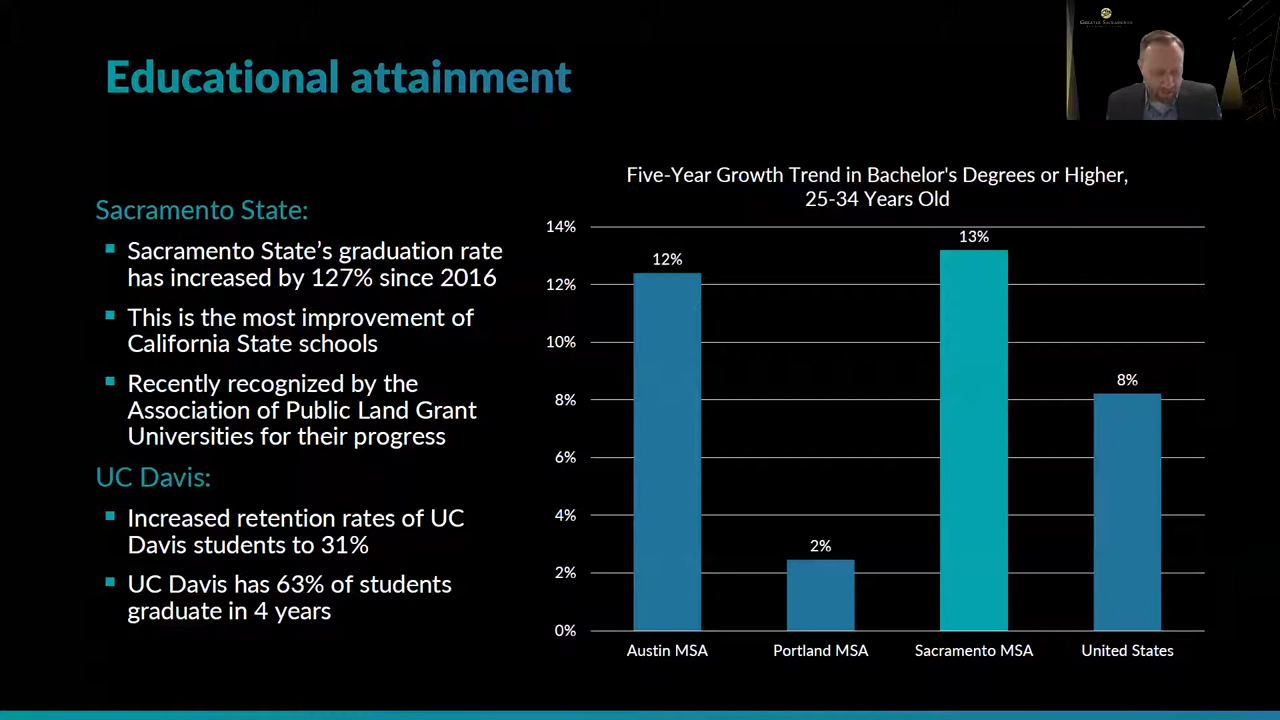 GREATER SACRAMENTO
Educational attainment
Sacramento State:
Sacramento State’s graduation rate
has increased by 127% since 2016
This is the most improvement of
California State schools
Recently recognized by the
Association of Public Land Grant
Universities for their progress
UC Davis:
Increased retention rates of UC
Davis students to 31%
UC Davis has 63% of students
graduate in 4 years
Five-Year Growth Trend in Bachelor's Degrees or Higher,
25-34 Years Old
14%
12%
10%
8%
6%
4%
2%
0%
12%
2%
13%
8%
Austin MSA
Portland MSA
Sacramento MSA
United States